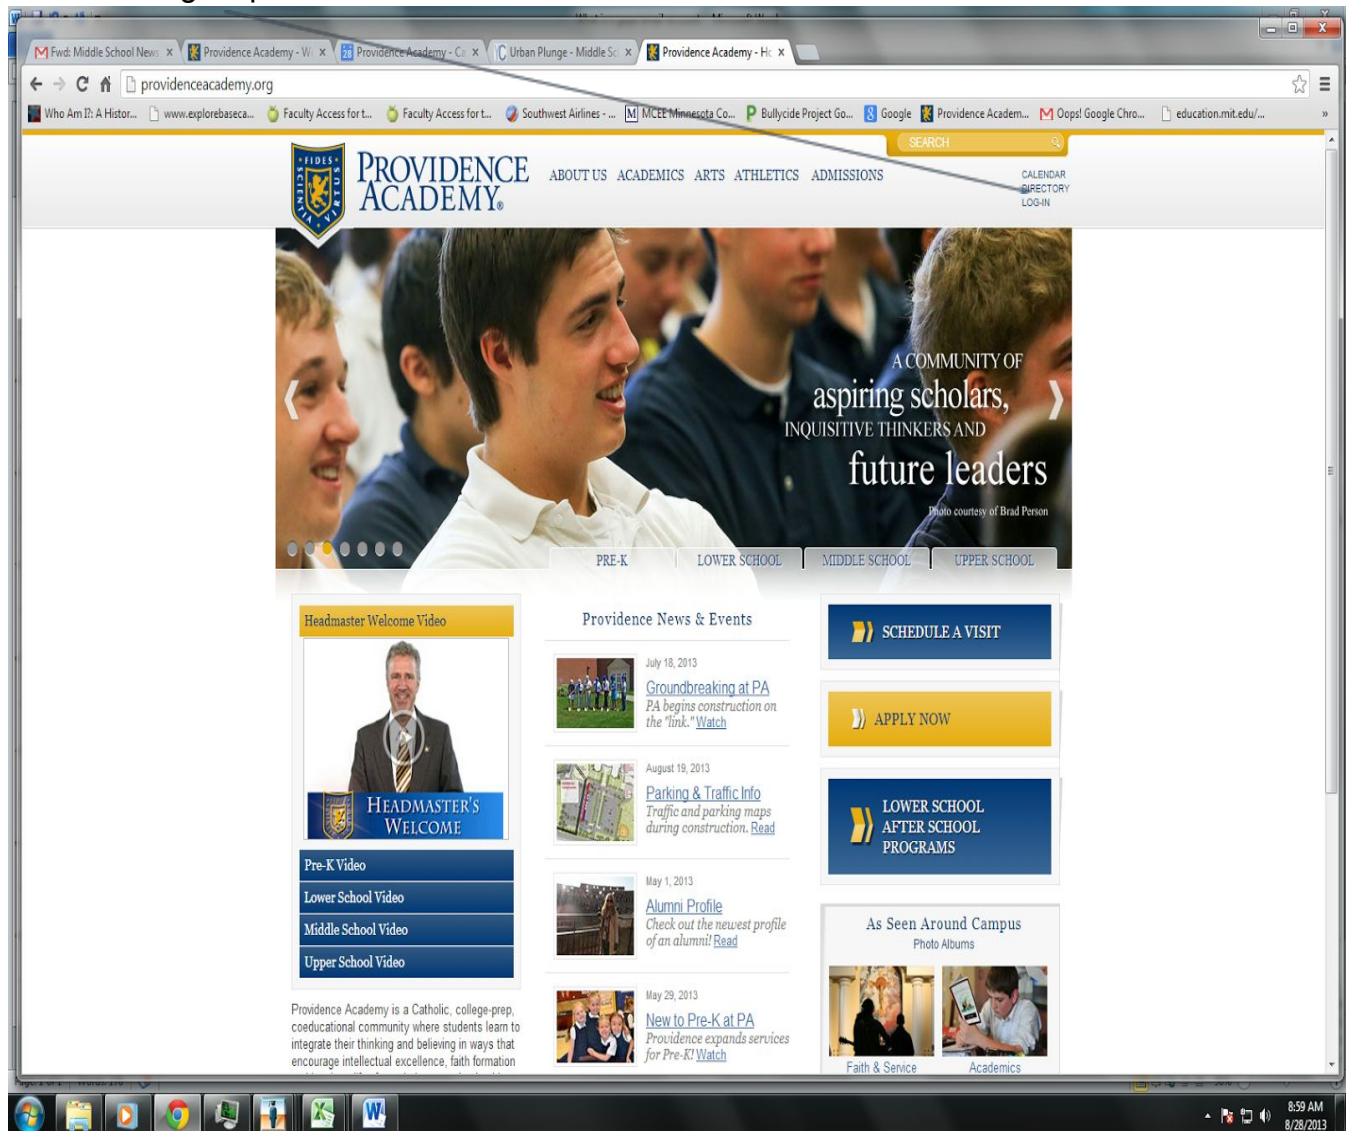 Fwd: Middle School News
Providence Academy - Wi
28 Providence Academy - Ca
Urban Plunge - Middle Sc
Providence Academy - Ho
providenceacademy.org
Who Am I?: A Histor...
www.explorebaseca...
Faculty Access for t...
Faculty Access for t...
Southwest Airlines - ...
M MCEE Minnesota Co...
Bullycide Project Go...
8 Google
Providence Academ...
Oops! Google Chro...
education.mit.edu/...
»
SEARCH
FIDES
SCIENTIA
VIRTUS
PROVIDENCE
ACADEMY®
ABOUT US ACADEMICS ARTS ATHLETICS ADMISSIONS
CALENDAR
DIRECTORY
LOG-IN
A COMMUNITY OF
aspiring scholars,
INQUISITIVE THINKERS AND
future leaders
Photo courtesy of Brad Person
PRE-K
LOWER SCHOOL
MIDDLE SCHOOL
UPPER SCHOOL
Headmaster Welcome Video
HEADMASTER'S
WELCOME
Pre-K Video
Lower School Video
Middle School Video
Upper School Video
Providence Academy is a Catholic, college-prep,
coeducational community where students learn to
integrate their thinking and believing in ways that
encourage intellectual excellence, faith formation
Providence News & Events
July 18, 2013
Groundbreaking at PA
PA begins construction on
the "link." Watch
August 19, 2013
Parking & Traffic Info
Traffic and parking maps
during construction. Read
May 1, 2013
Alumni Profile
Check out the newest profile
of an alumni! Read
May 29, 2013
New to Pre-K at PA
Providence expands services
for Pre-K! Watch
SCHEDULE A VISIT
APPLY NOW
LOWER SCHOOL
AFTER SCHOOL
PROGRAMS
As Seen Around Campus
Photo Albums
Faith & Service
Academics
8:59 AM
8/28/2013